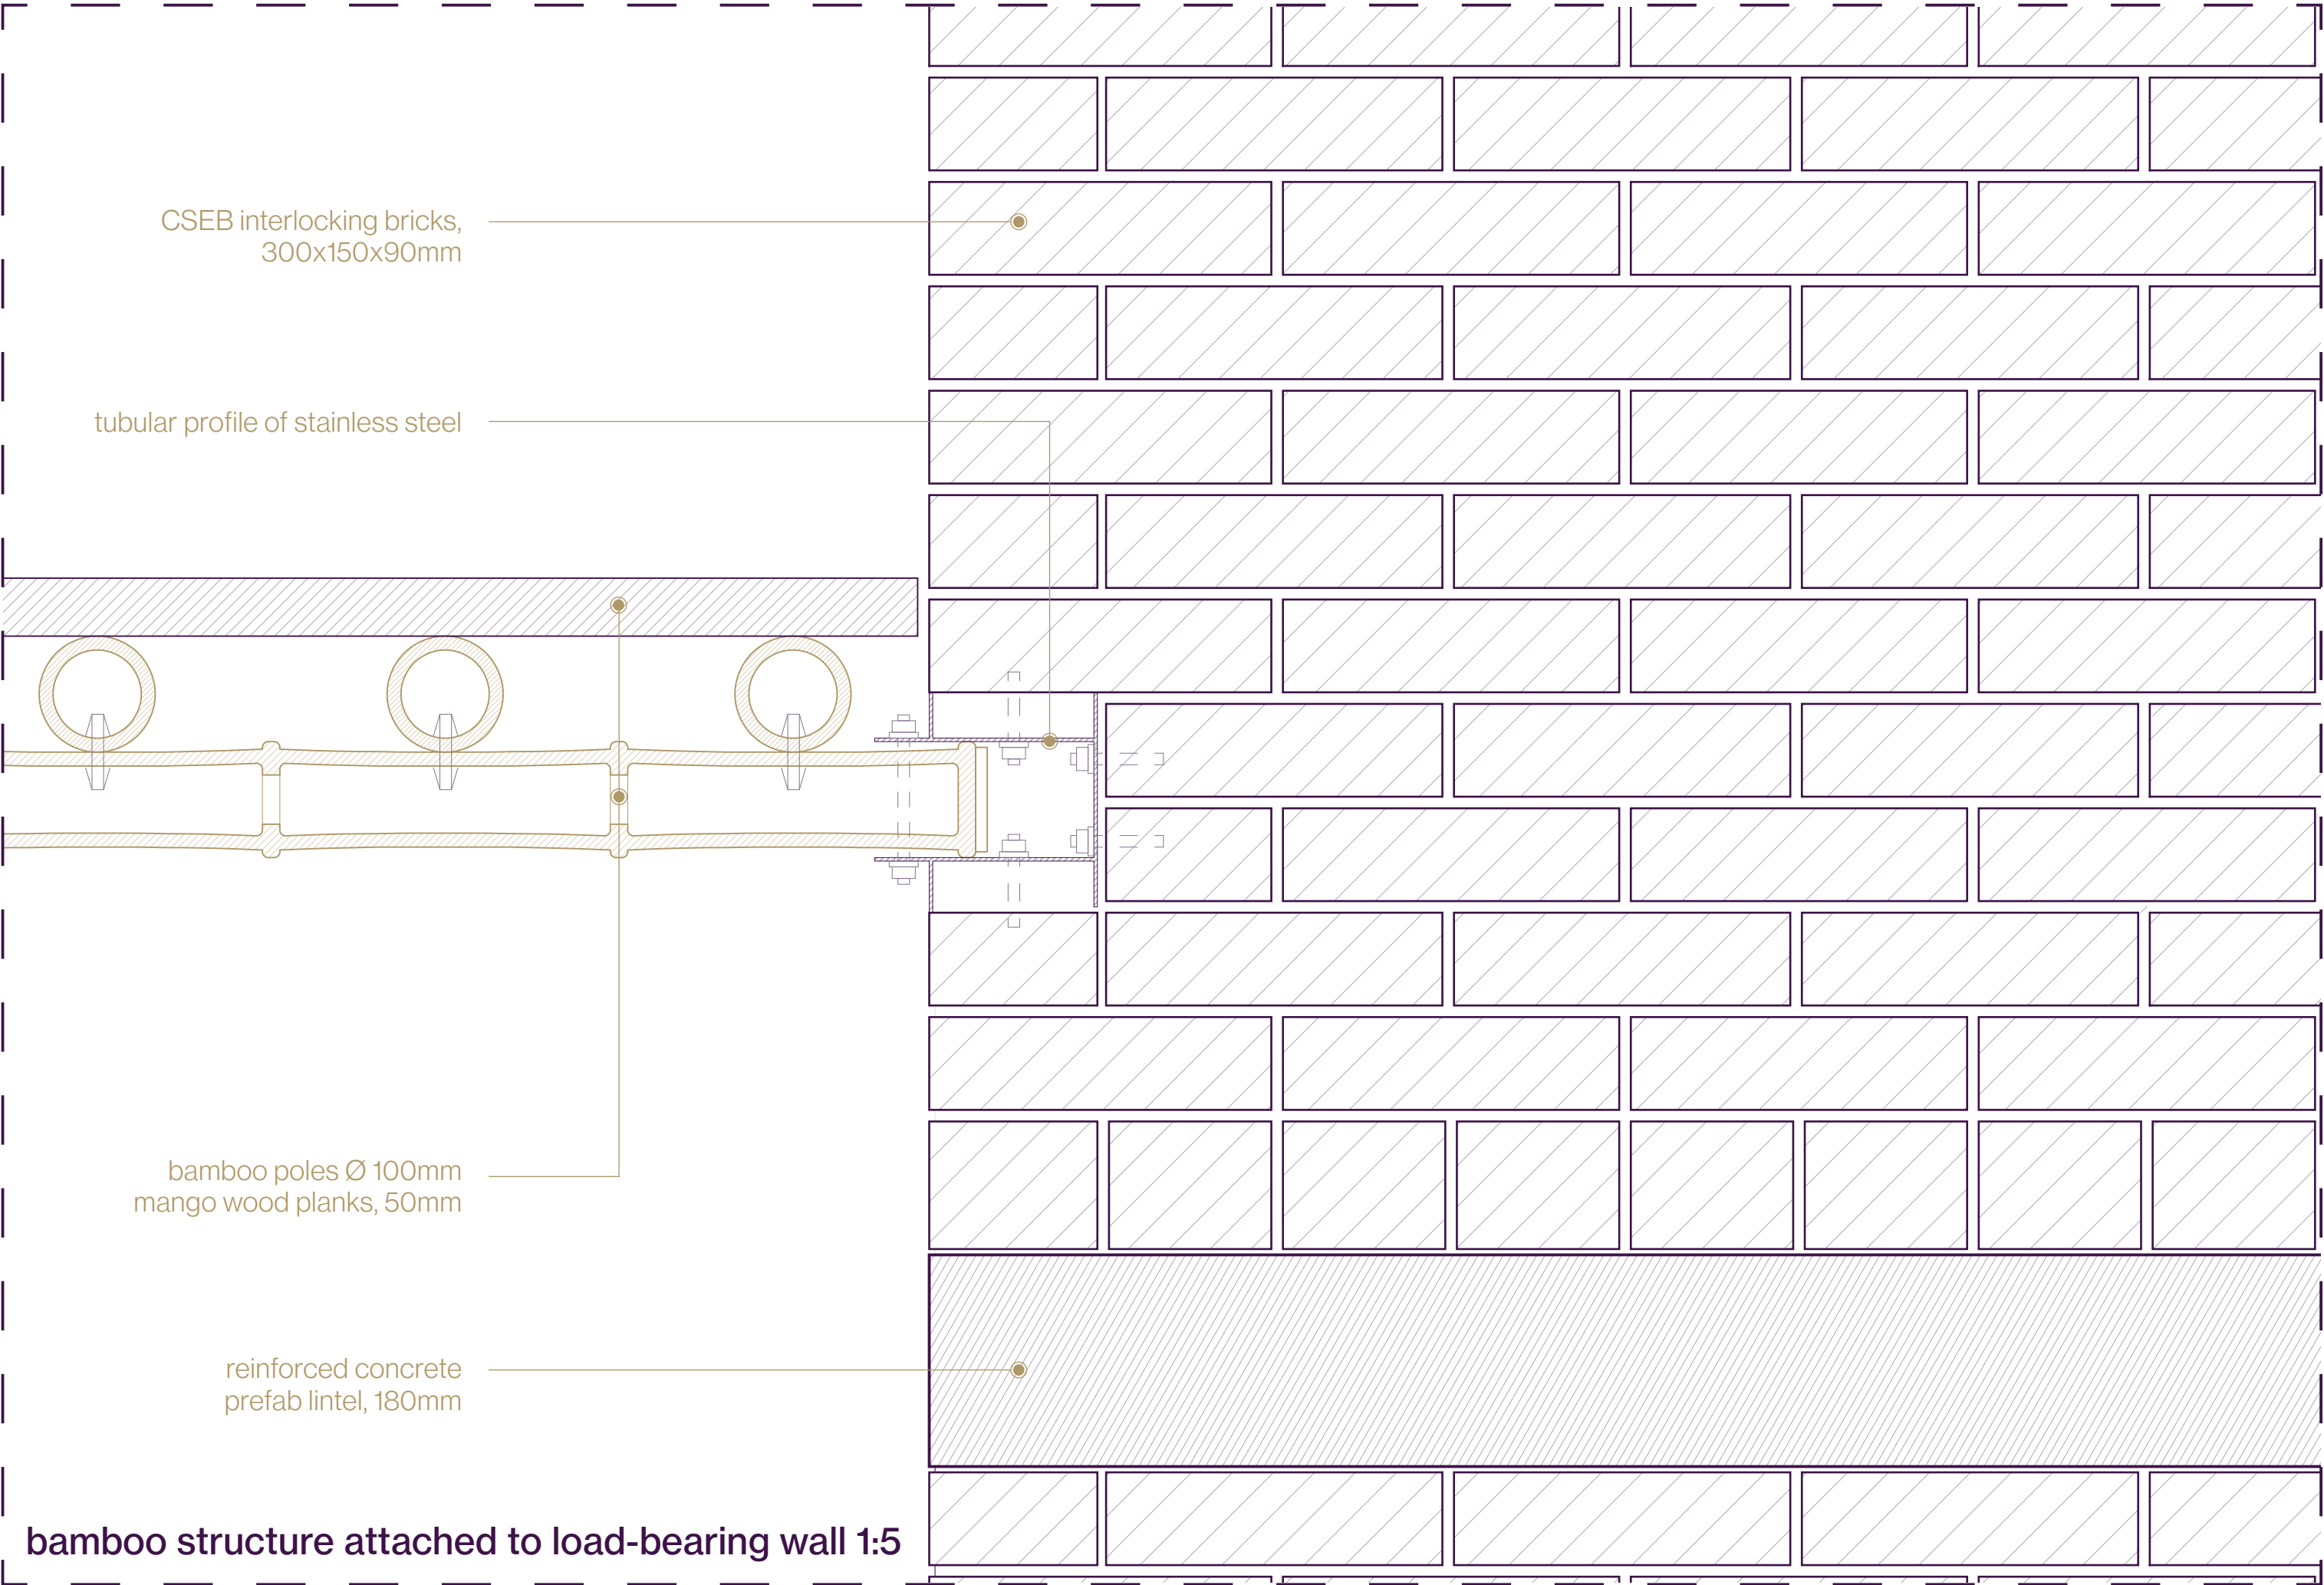 CSEB interlocking bricks,
300x150x90mm
tubular profile of stainless steel
bamboo poles Ø 100mm
mango wood planks, 50mm
reinforced concrete
prefab lintel, 180mm
bamboo structure attached to load-bearing wall 1:5